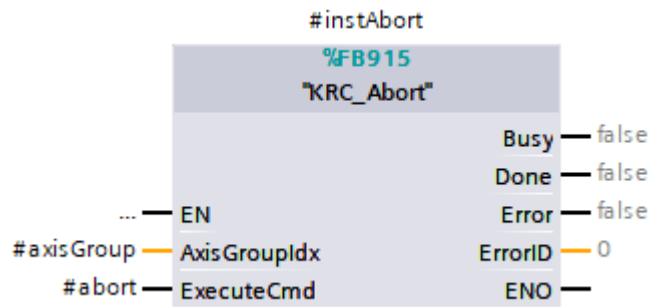 #instAbort
%FB915
"KRC_Abort"
Busy false
Done false
... EN Error false
#axisGroup AxisGroupIdx ErrorID 0
#abort ExecuteCmd ENO